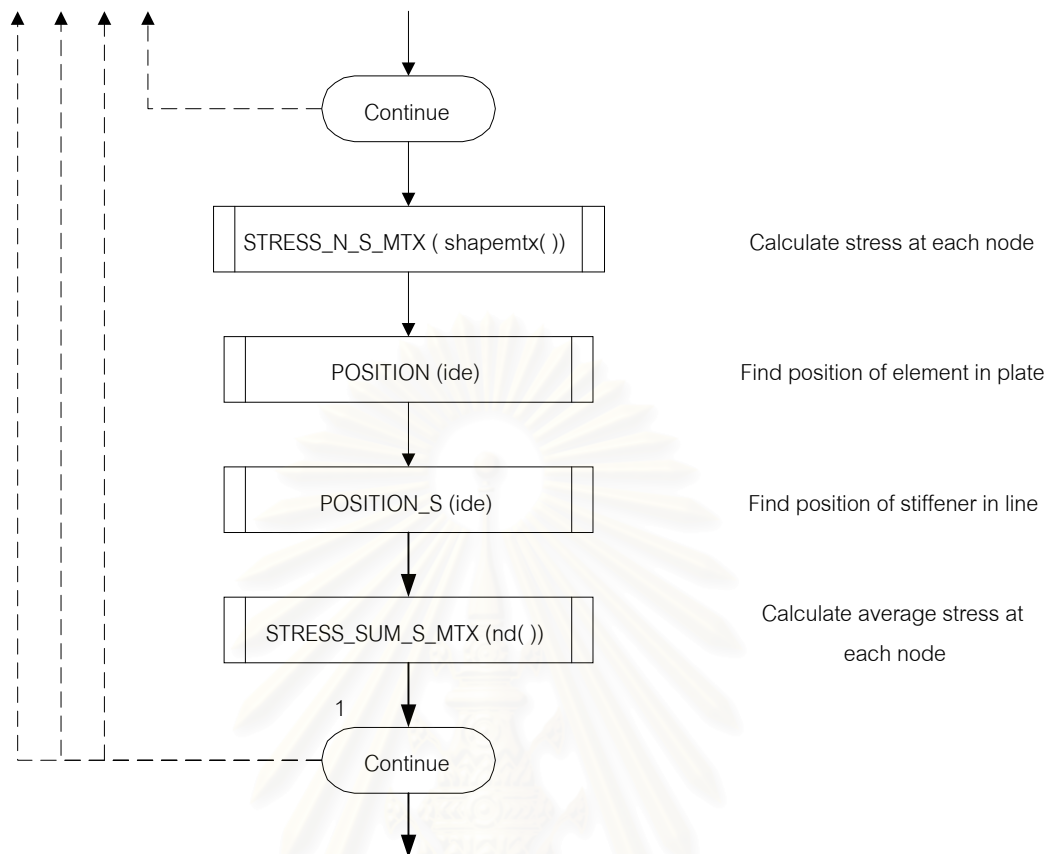 Continue
STRESS_N_S_MTX ( shapemtx( ))
Calculate stress at each node
POSITION (ide)
Find position of element in plate
POSITION_S (ide)
Find position of stiffener in line
STRESS_SUM_S_MTX (nd( ))
Calculate average stress at
each node
1
Continue